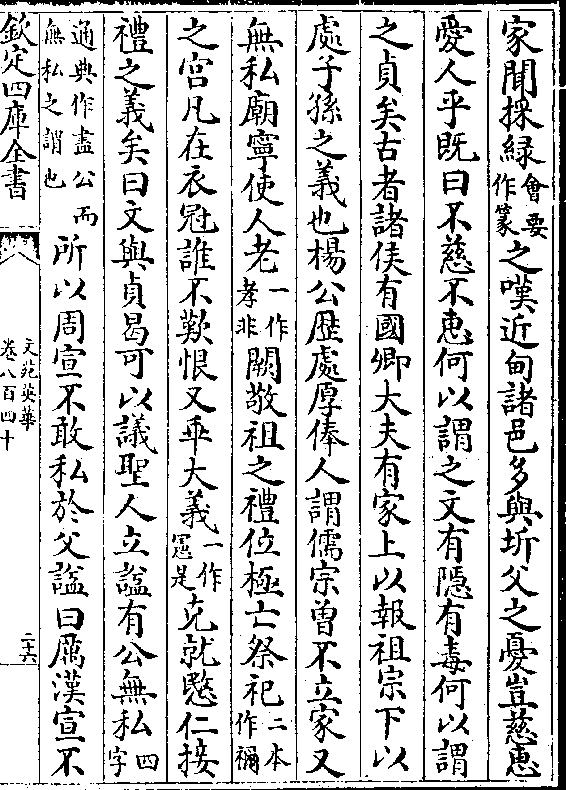 家聞採緑會要作篆之嘆近甸諸邑多與圻父之憂豈慈惠
愛人乎既曰不慈不惠何以謂之文有隠有毒何以謂
之貞矣古者諸侯有國卿大夫有家上以報祖宗下以
處子孫之義也楊公歴處厚俸人謂儒宗曽不立家又
無私廟寧使人老一作孝非闕敬祖之禮位極亡祭祀二本作禰
之宫凡在衣冠誰不歎恨又乖大義一作寃是克就愍仁接
禮之義矣曰文與貞曷可以議聖人立諡有公無私四字
通典作盡公而無私之謂也所以周宣不敢私於父諡曰厲漢宣不
欽定四庫全書
文苑英華
卷八百四十
二十六